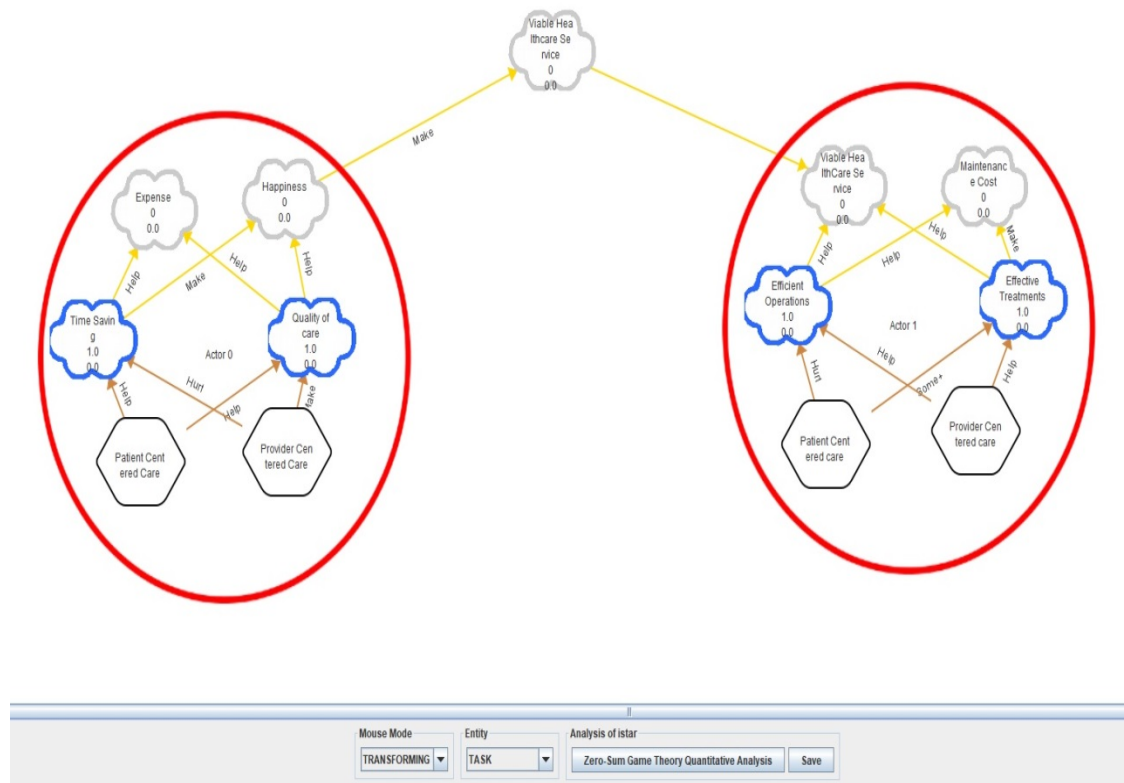 Viable Hea
lthcare Se
rvice
0
0.0
Make
Expense
0
0.0
Happiness
0
0.0
Help
Make
Help
Help
Time Savin
g
1.0
0.0
Quality of
care
1.0
0.0
Actor 0
Help
Hurt
Help
Make
Patient Cent
ered Care
Provider Cen
tered Care
Viable Hea
lthCare Se
rvice
0
0.0
Maintenanc
e Cost
0
0.0
Help
Help
Help
Make
Efficient
Operations
1.0
0.0
Effective
Treatments
1.0
0.0
Actor 1
Hurt
Help
Some+
Help
Patient Cent
ered care
Provider Cen
tered Care
Mouse Mode
TRANSFORMING
Entity
TASK
Analysis of istar
Zero-Sum Game Theory Quantitative Analysis
Save